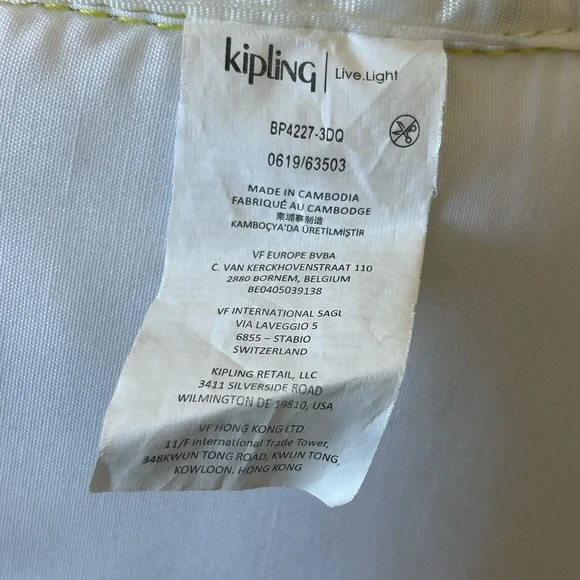 kipling | Live.Light
BP4227-3DQ
0619/63503
MADE IN CAMBODIA
FABRIQUÉ AU CAMBODGE
柬埔寨制造
KAMBOÇYA'DA ÜRETİLMİŞTİR
VF EUROPE BVBA
C. VAN KERCKHOVENSTRAAT 110
2880 BORNEM, BELGIUM
BE0405039138
VF INTERNATIONAL SAGL
VIA LAVEGGIO 5
6855 – STABIO
SWITZERLAND
KIPLING RETAIL, LLC
3411 SILVERSIDE ROAD
WILMINGTON DE 19810, USA
VF HONG KONG LTD.
11/F International Trade Tower,
348KWUN TONG ROAD, KWUN TONG,
KOWLOON, HONG KONG